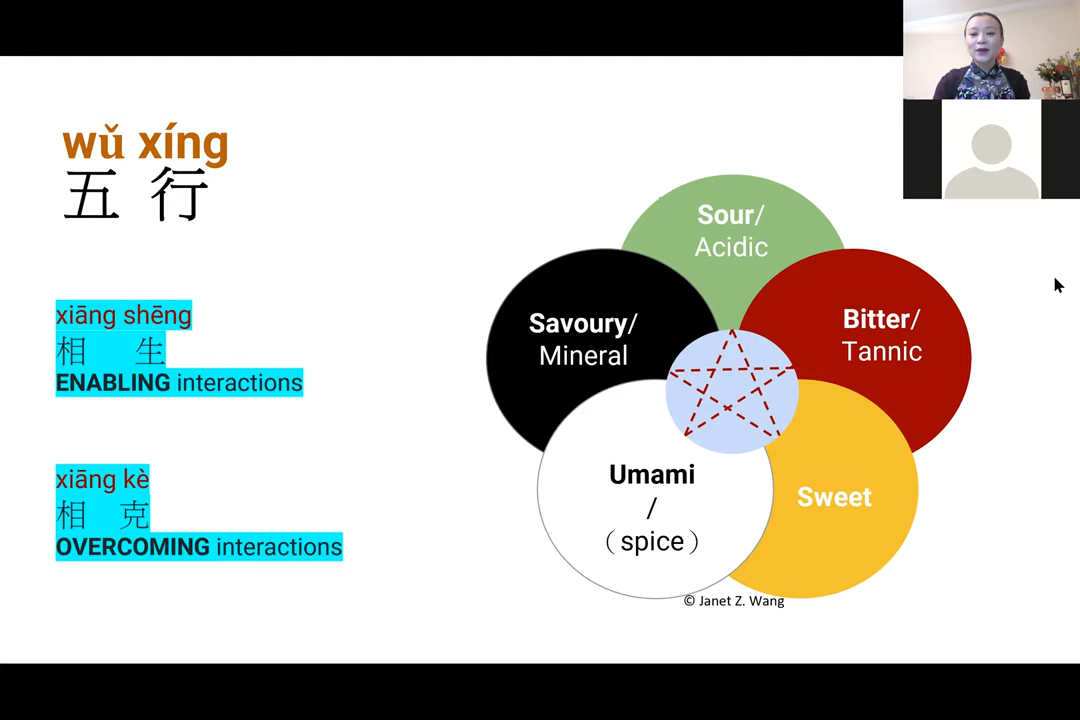 wǔ xíng
五 行
xiāng shēng
相 生
ENABLING interactions
xiāng kè
相 克
OVERCOMING interactions
Sour/
Acidic
Savoury/
Mineral
Bitter/
Tannic
Umami
/
（spice）
Sweet
© Janet Z. Wang